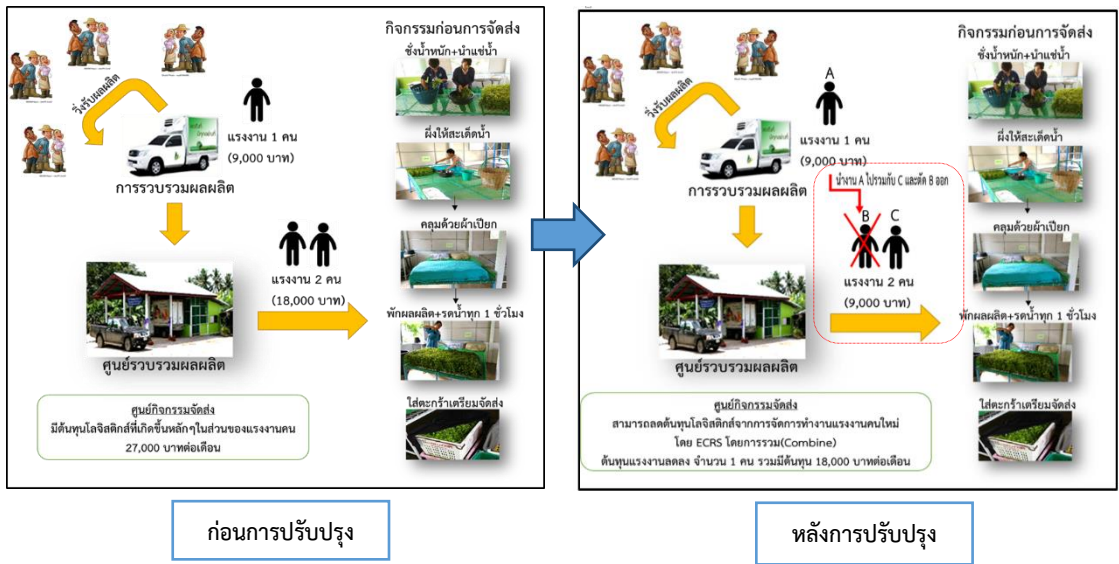 กิจกรรมก่อนการจัดส่ง
ชั่งน้ำหนัก+นำแช่น้ำ
วิ่งรับผลผลิต
แรงงาน 1 คน
(9,000 บาท)
ผึ่งให้สะเด็ดน้ำ
การรวบรวมผลผลิต
คลุมด้วยผ้าเปียก
แรงงาน 2 คน
(18,000 บาท)
พักผลผลิต+รดน้ำทุก 1 ชั่วโมง
ศูนย์รวบรวมผลผลิต
ใส่ตะกร้าเตรียมจัดส่ง
ศูนย์กิจกรรมจัดส่ง
มีต้นทุนโลจิสติกส์ที่เกิดขึ้นหลักๆในส่วนของแรงงานคน
27,000 บาทต่อเดือน
ก่อนการปรับปรุง
กิจกรรมก่อนการจัดส่ง
ชั่งน้ำหนัก+นำแช่น้ำ
วิ่งรับผลผลิต
A
แรงงาน 1 คน
(9,000 บาท)
ผึ่งให้สะเด็ดน้ำ
การรวบรวมผลผลิต
นำงาน A ไปรวมกับ C และตัด B ออก
B C
คลุมด้วยผ้าเปียก
แรงงาน 2 คน
(9,000 บาท)
พักผลผลิต+รดน้ำทุก 1 ชั่วโมง
ศูนย์รวบรวมผลผลิต
ใส่ตะกร้าเตรียมจัดส่ง
ศูนย์กิจกรรมจัดส่ง
สามารถลดต้นทุนโลจิสติกส์จากการจัดการทำงานแรงงานคนใหม่
โดย ECRS โดยการรวม(Combine)
ต้นทุนแรงงานลดลง จำนวน 1 คน รวมมีต้นทุน 18,000 บาทต่อเดือน
หลังการปรับปรุง